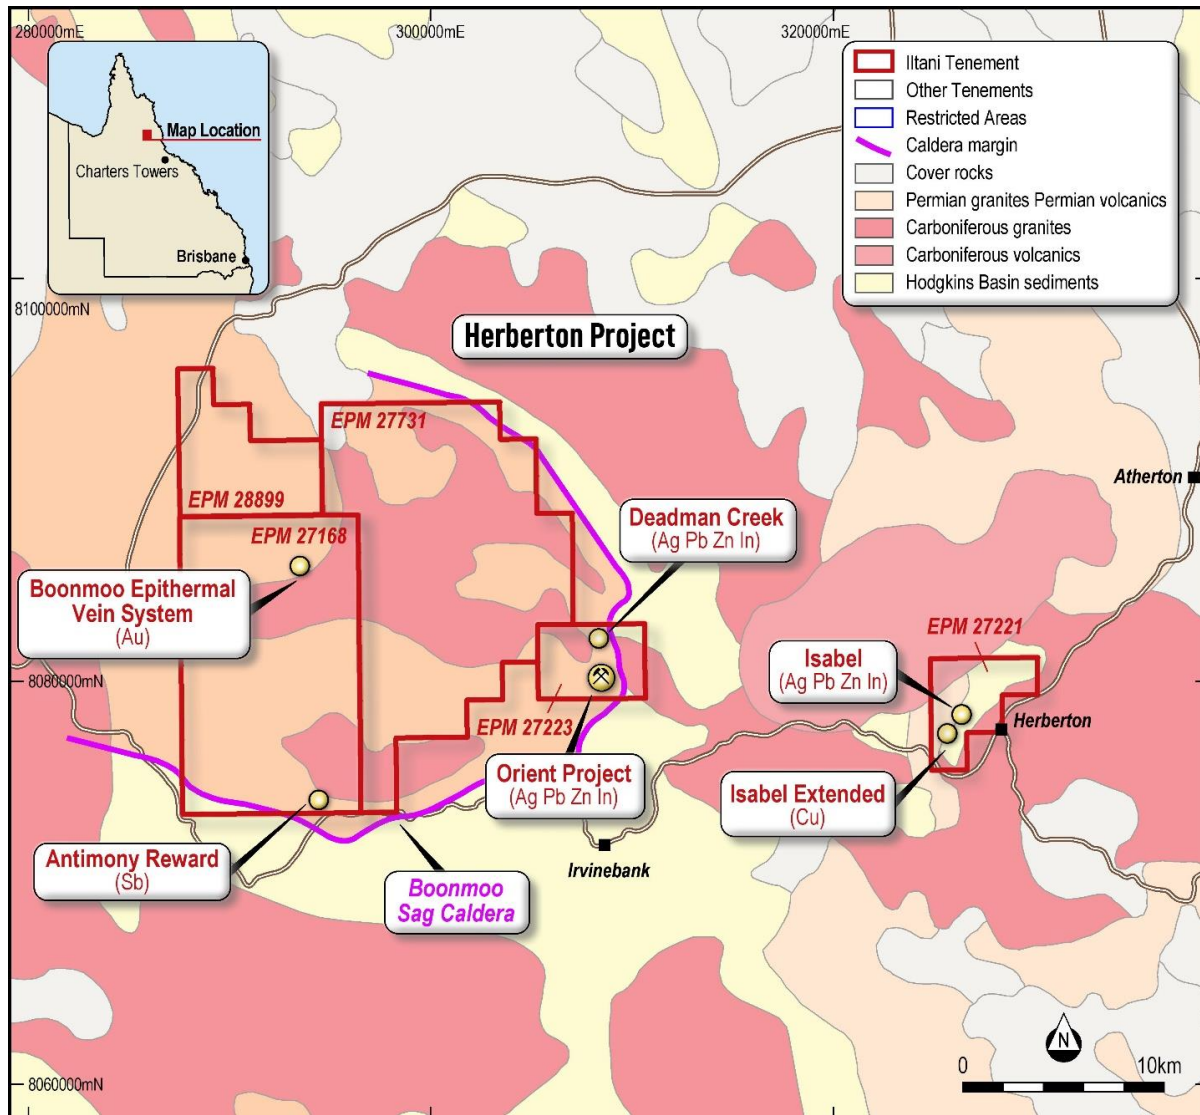 280000mE
300000mE
320000mE
Map Location
Charters Towers
Brisbane
Iltani Tenement
Other Tenements
Restricted Areas
Caldera margin
Cover rocks
Permian granites Permian volcanics
Carboniferous granites
Carboniferous volcanics
Hodgkins Basin sediments
8100000mN
Herberton Project
EPM 27731
Atherton
EPM 28899
EPM 27168
Deadman Creek
(Ag Pb Zn In)
Boonmoo Epithermal
Vein System
(Au)
EPM 27221
Isabel
(Ag Pb Zn In)
8080000mN
EPM 27223
Herberton
Orient Project
(Ag Pb Zn In)
Isabel Extended
(Cu)
Antimony Reward
(Sb)
Irvinebank
Boonmoo
Sag Caldera
N
0
10km
8060000mN